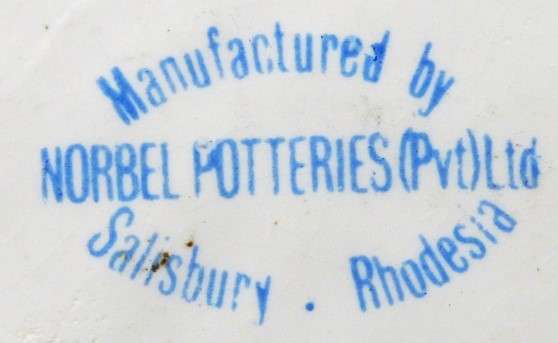 Manufactured by
NORBEL POTTERIES (Pvt) Ltd
Salisbury . Rhodesia